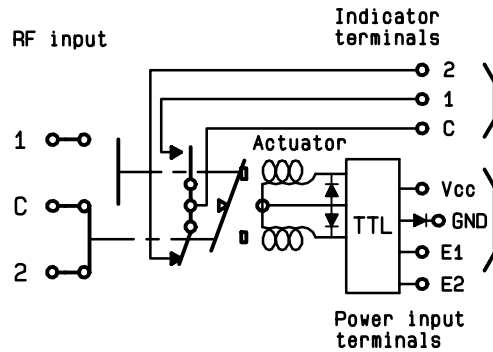 Indicator
terminals
RF input
2
1
C
Actuator
1
C
2
TTL
Vcc
GND
E1
E2
Power input
terminals